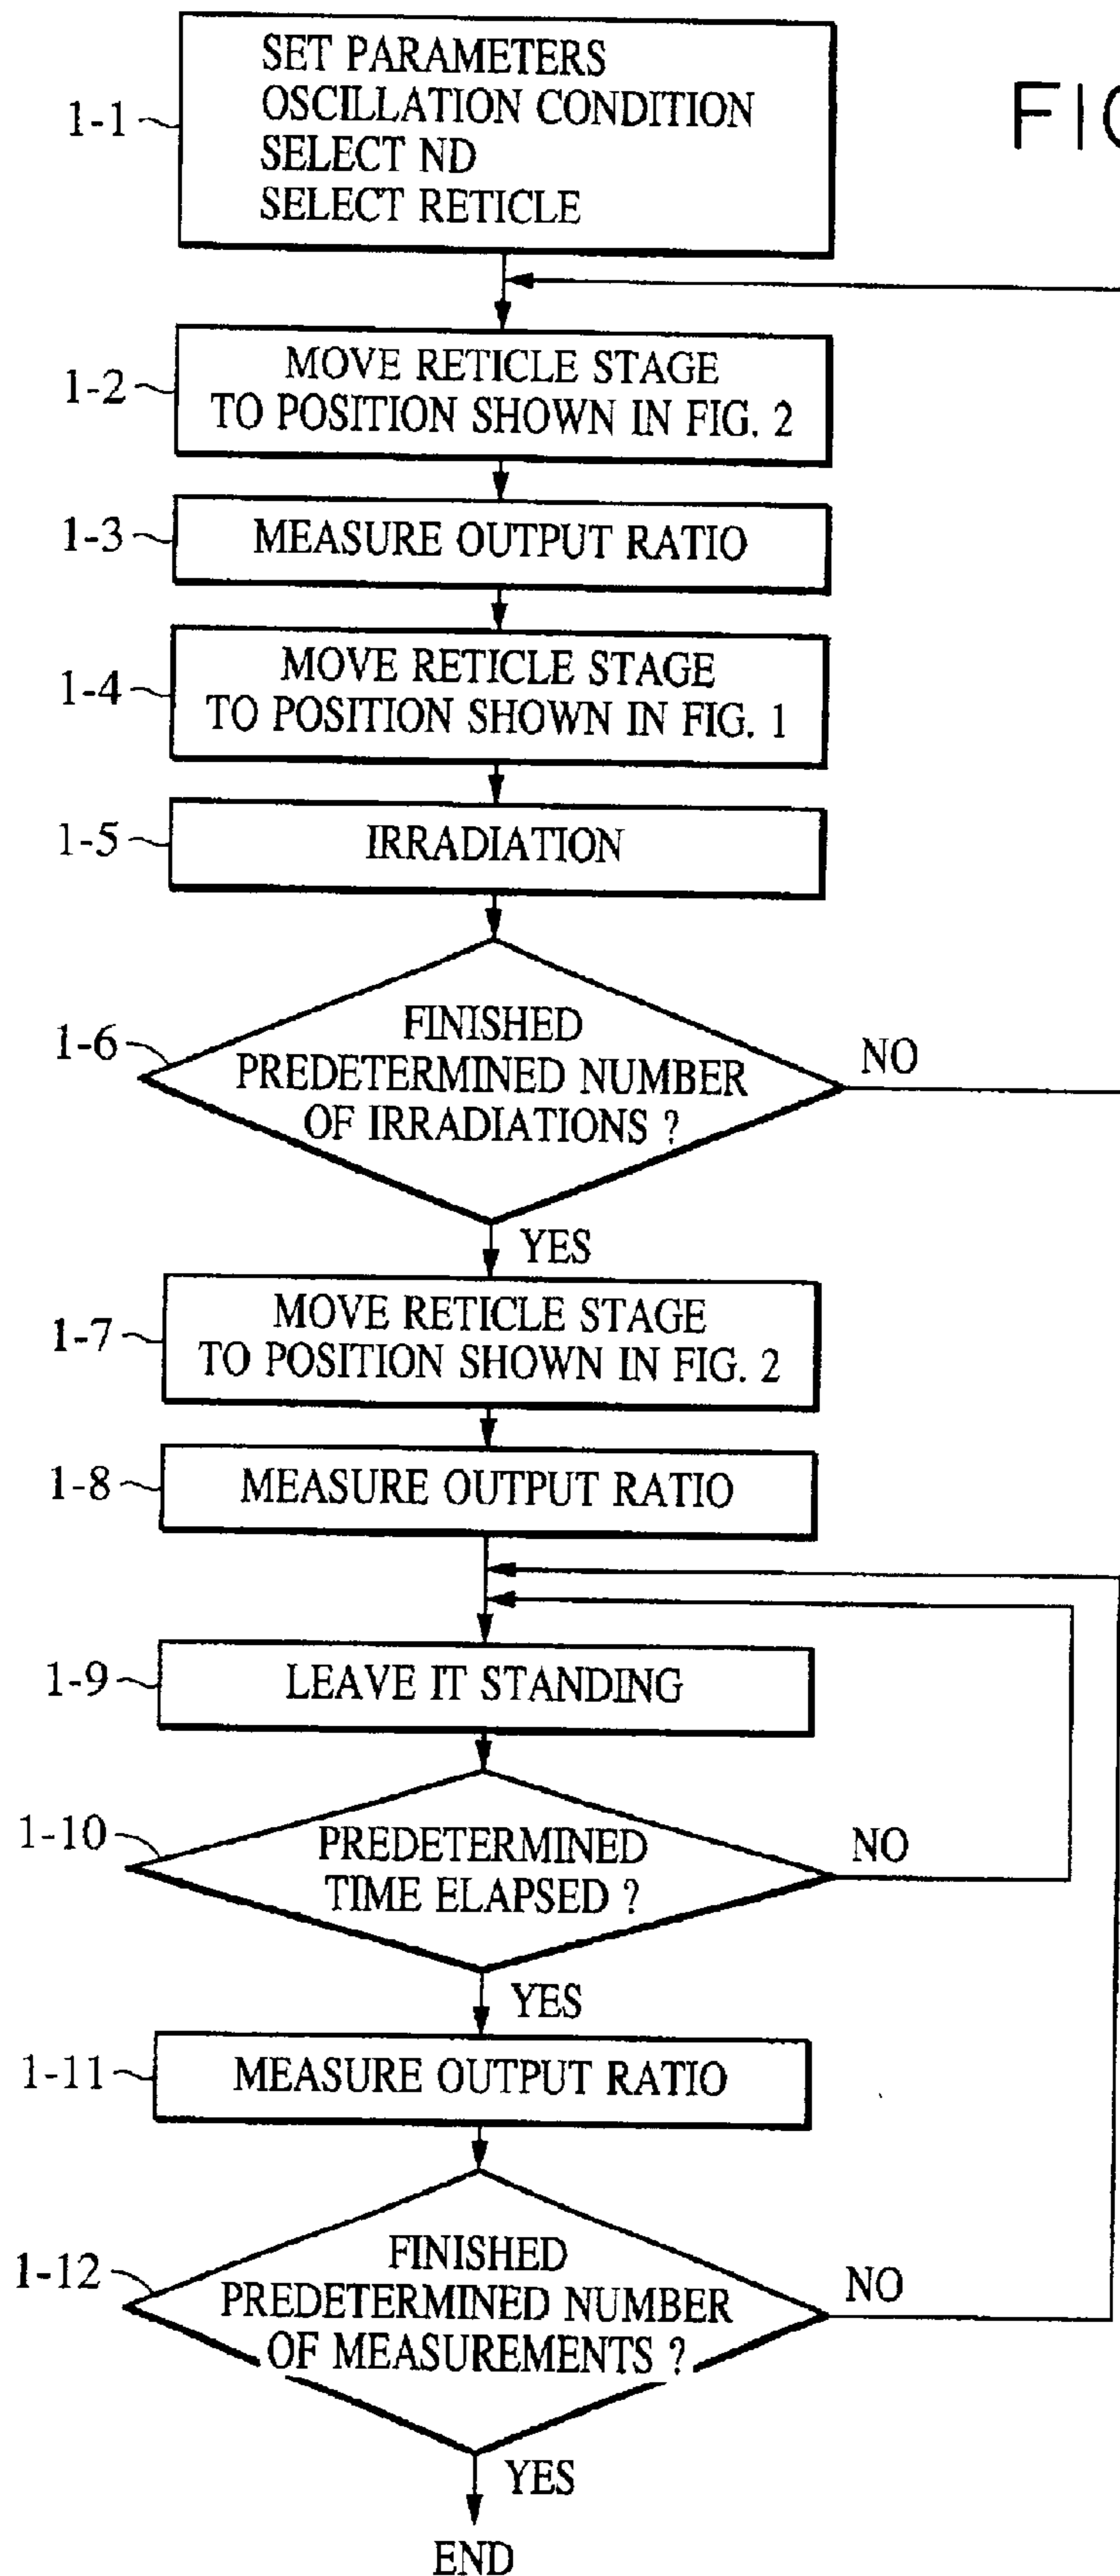 FIG
1-1
SET PARAMETERS
OSCILLATION CONDITION
SELECT ND
SELECT RETICLE
1-2
MOVE RETICLE STAGE
TO POSITION SHOWN IN FIG. 2
1-3
MEASURE OUTPUT RATIO
1-4
MOVE RETICLE STAGE
TO POSITION SHOWN IN FIG. 1
1-5
IRRADIATION
1-6
FINISHED
PREDETERMINED NUMBER
OF IRRADIATIONS ?
NO
YES
1-7
MOVE RETICLE STAGE
TO POSITION SHOWN IN FIG. 2
1-8
MEASURE OUTPUT RATIO
1-9
LEAVE IT STANDING
1-10
PREDETERMINED
TIME ELAPSED ?
NO
YES
1-11
MEASURE OUTPUT RATIO
1-12
FINISHED
PREDETERMINED NUMBER
OF MEASUREMENTS ?
NO
YES
END